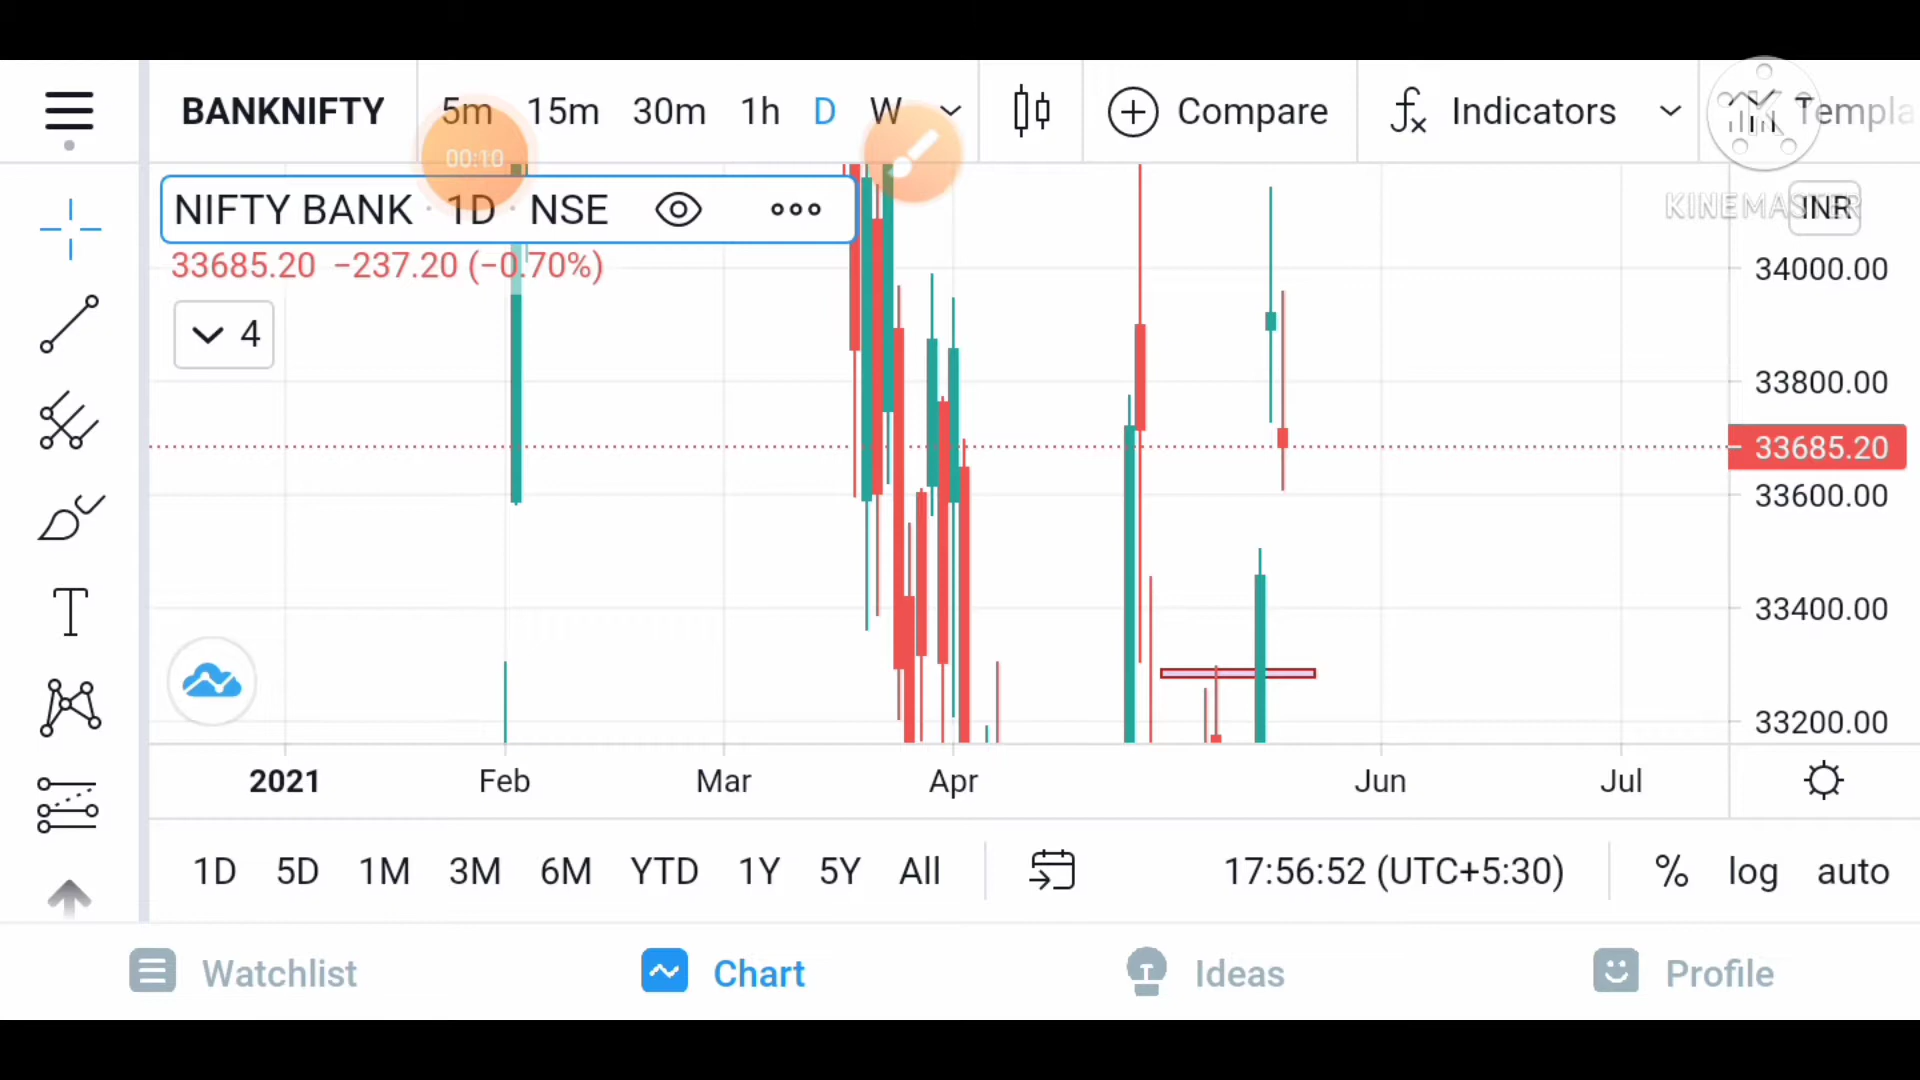 BANKNIFTY 5m 15m 30m 1h D W Compare fx Indicators Templa
00:10
NIFTY BANK · 1D · NSE
KINEMASTER
INR
33685.20 −237.20 (−0.70%)
4
34000.00
33800.00
33685.20
33600.00
33400.00
33200.00
2021 Feb Mar Apr Jun Jul
1D 5D 1M 3M 6M YTD 1Y 5Y All 17:56:52 (UTC+5:30) % log auto
Watchlist Chart Ideas Profile